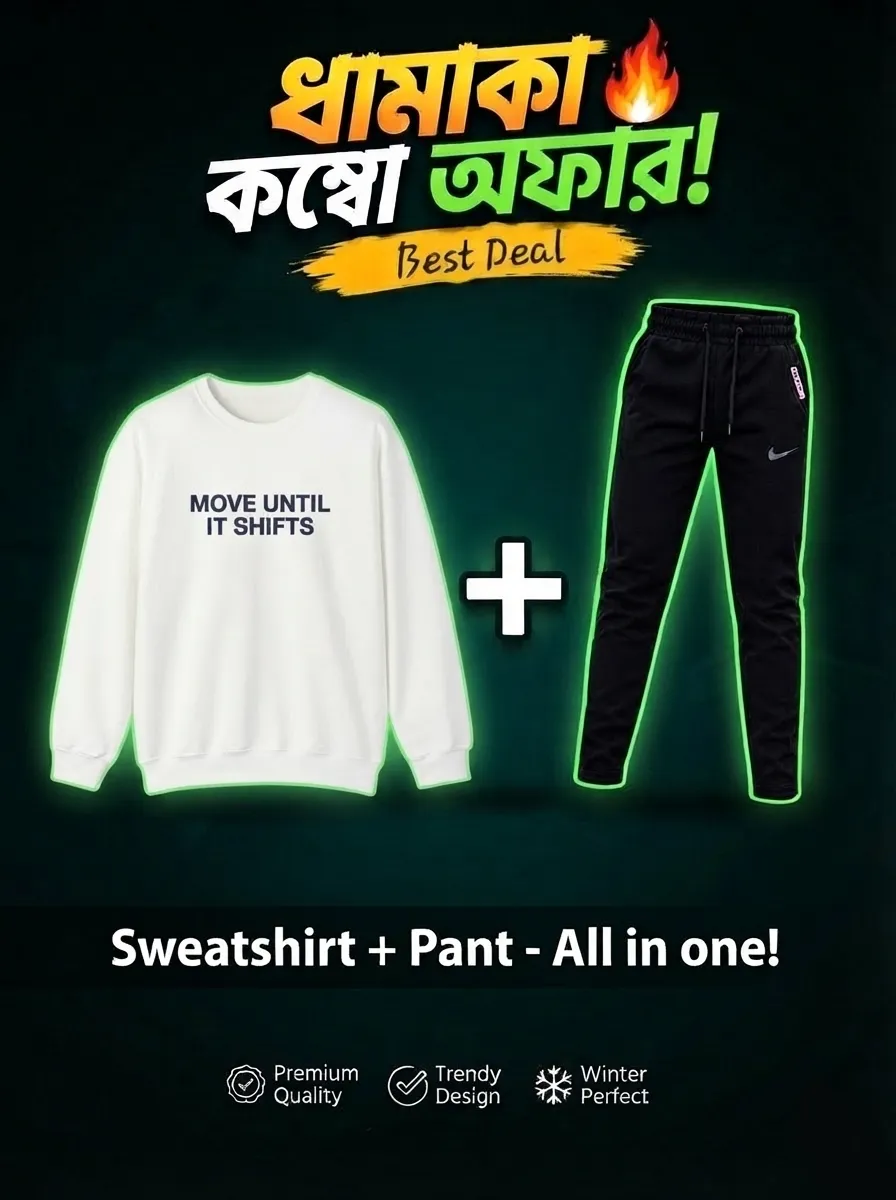 ধামাকা
কম্বো অফার!
Best Deal
MOVE UNTIL
IT SHIFTS
Sweatshirt + Pant - All in one!
Premium
Quality
Trendy
Design
Winter
Perfect